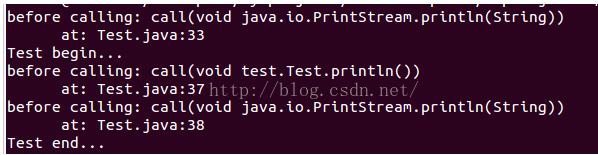 before calling: call(void java.io.PrintStream.println(String))
at: Test.java:33
Test begin...
before calling: call(void test.Test.println())
at: Test.java:37
http://blog.csdn.net/
before calling: call(void java.io.PrintStream.println(String))
at: Test.java:38
Test end...